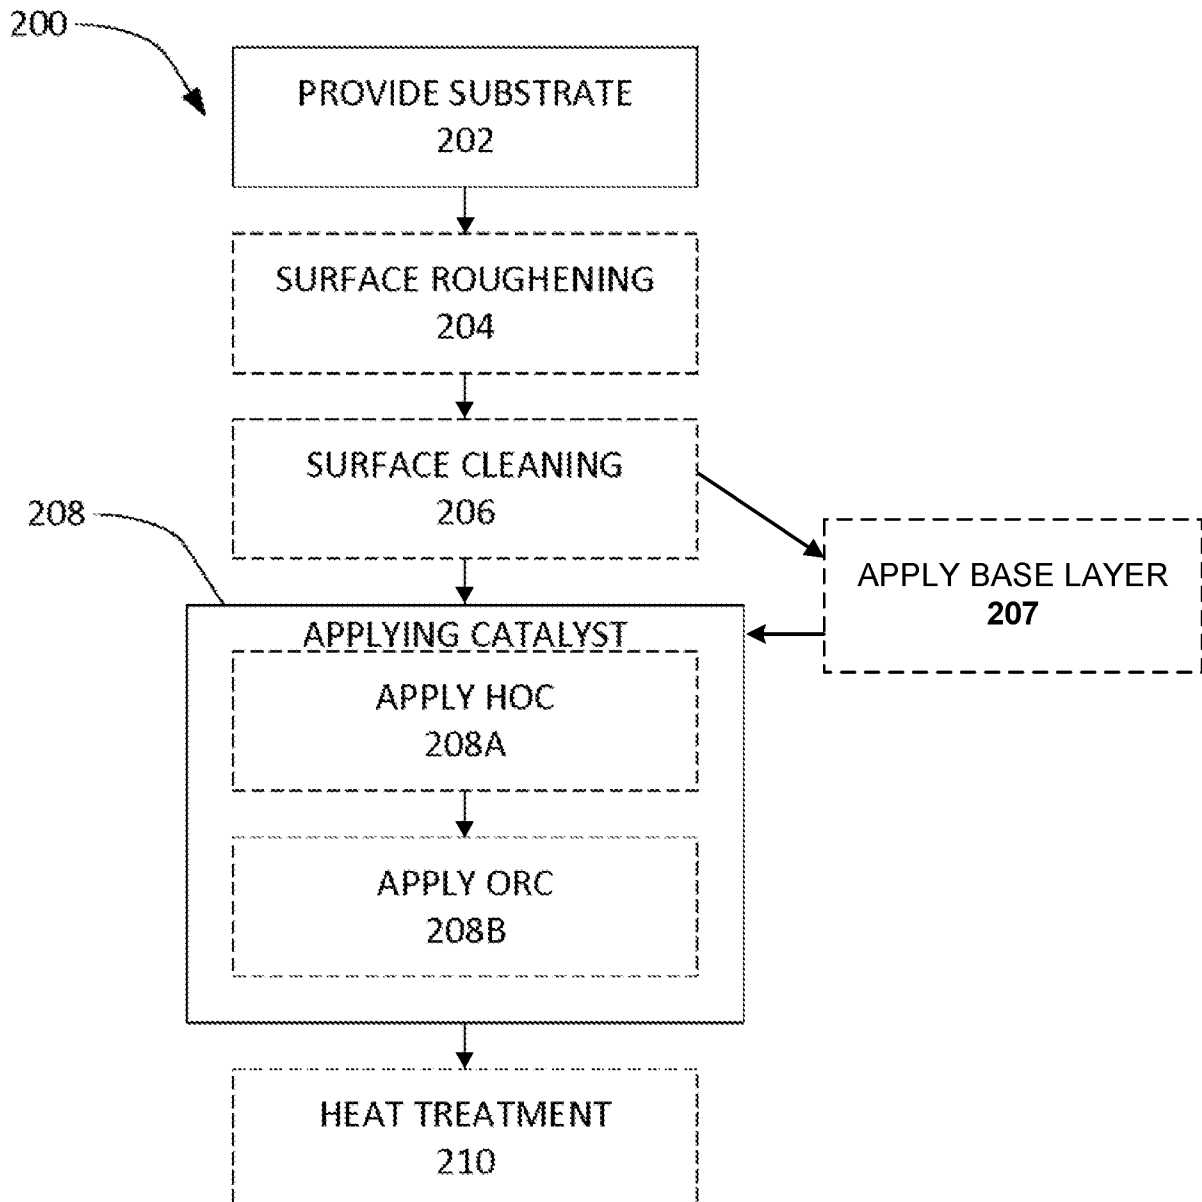 200
PROVIDE SUBSTRATE
202
SURFACE ROUGHENING
204
SURFACE CLEANING
206
APPLY BASE LAYER
207
208
APPLYING CATALYST
APPLY HOC
208A
APPLY ORC
208B
HEAT TREATMENT
210